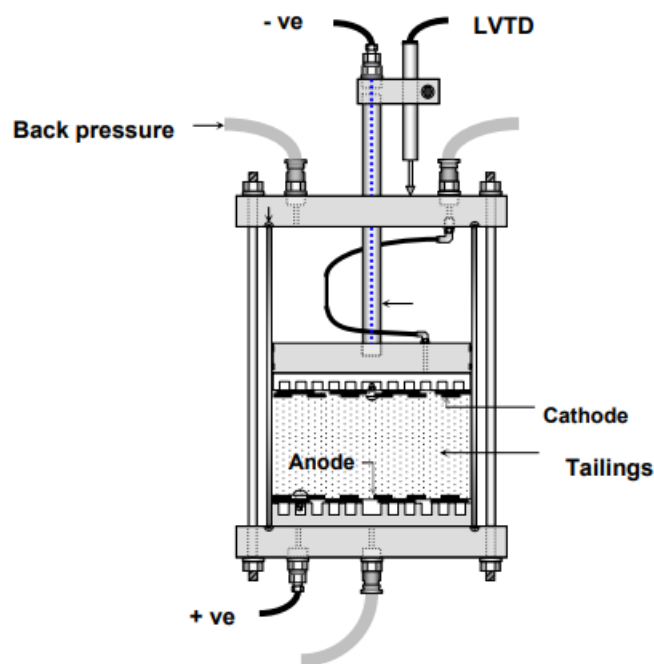 - ve
LVTD
Back pressure
Cathode
Anode
Tailings
+ ve